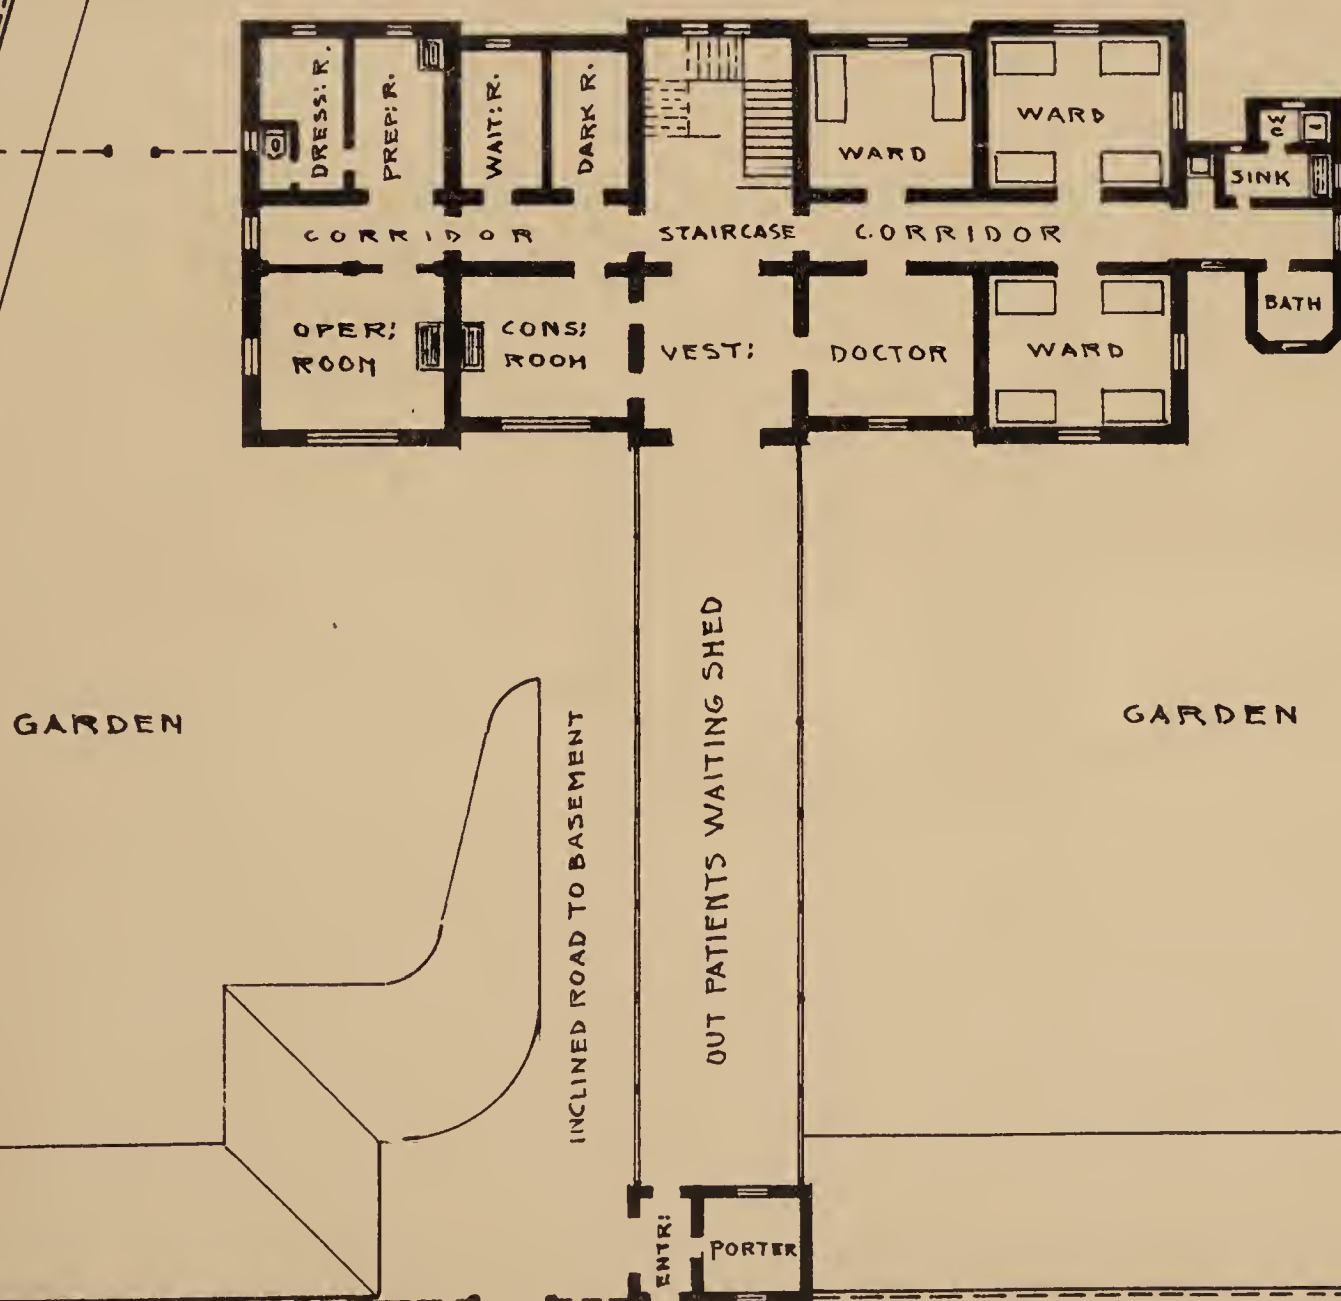 DRESS: R.
PREP: R.
WAIT: R.
DARK R.
WARD
WARD
WC
SINK
CORRIDOR
STAIRCASE
CORRIDOR
OPER:
ROOM
CONS:
ROOM
VEST:
DOCTOR
WARD
BATH
GARDEN
INCLINED ROAD TO BASEMENT
OUT PATIENTS WAITING SHED
GARDEN
ENTR:
PORTER